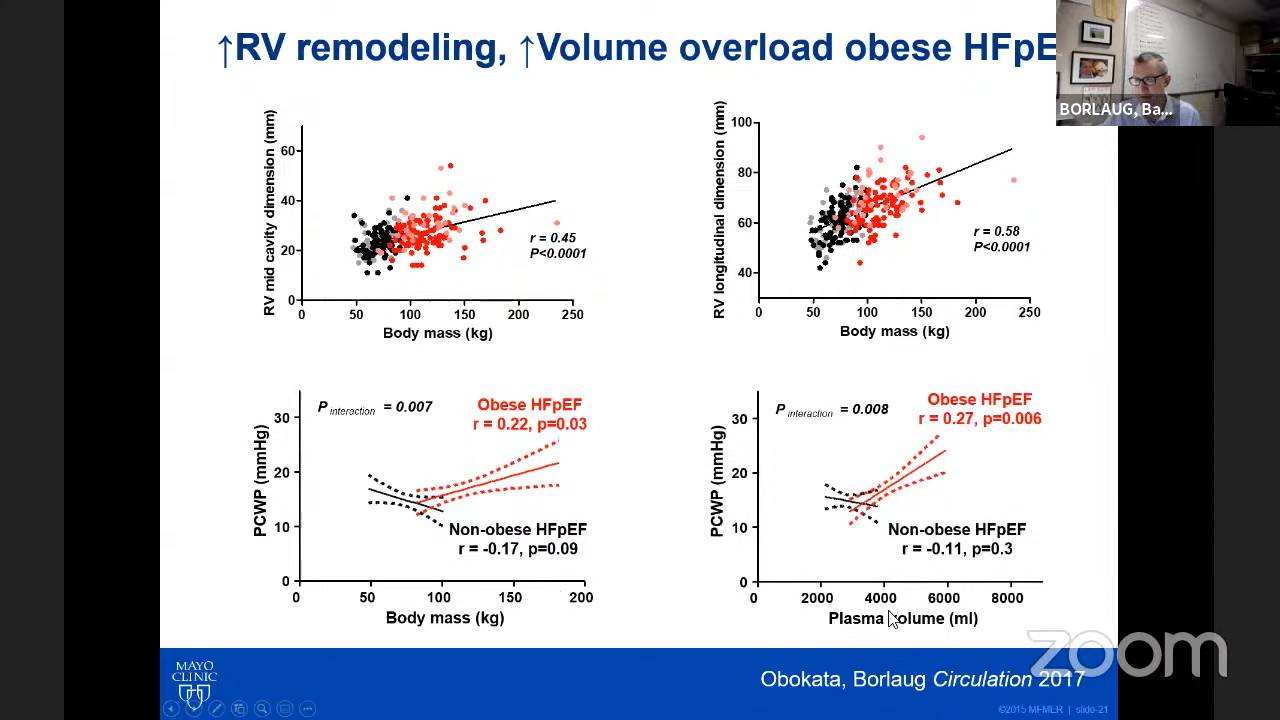 ↑RV remodeling, ↑Volume overload obese HFpE
BORLAUG, Ba...
RV mid cavity dimension (mm)
60
40
20
0
0 50 100 150 200 250
Body mass (kg)
r = 0.45
P<0.0001
RV longitudinal dimension (mm)
100
80
60
40
0 50 100 150 200 250
Body mass (kg)
r = 0.58
P<0.0001
PCWP (mmHg)
30
20
10
0
0 50 100 150 200
Body mass (kg)
P interaction = 0.007
Obese HFpEF
r = 0.22, p=0.03
Non-obese HFpEF
r = -0.17, p=0.09
PCWP (mmHg)
30
20
10
0
0 2000 4000 6000 8000
Plasma volume (ml)
P interaction = 0.008
Obese HFpEF
r = 0.27, p=0.006
Non-obese HFpEF
r = -0.11, p=0.3
zoom
MAYO
CLINIC
Obokata, Borlaug Circulation 2017
©2015 MFMER | slide-21